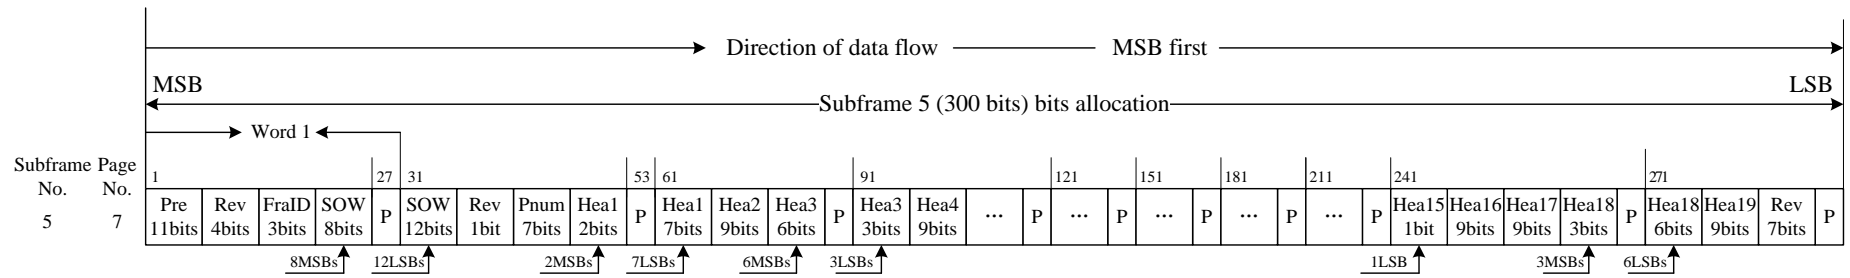 Direction of data flow MSB first
MSB LSB
Subframe 5 (300 bits) bits allocation
Word 1
Subframe Page
No. No.
1 27 31 53 61 91 121 151 181 211 241 271
Pre Rev FraID SOW P SOW Rev Pnum Hea1 P Hea1 Hea2 Hea3 P Hea3 Hea4 ... P ... P ... P ... P ... P Hea15 Hea16 Hea17 Hea18 P Hea18 Hea19 Rev P
5 7 11bits 4bits 3bits 8bits 12bits 1bit 7bits 2bits 7bits 9bits 6bits 3bits 9bits 1bit 9bits 9bits 3bits 6bits 9bits 7bits
8MSBs 12LSBs 2MSBs 7LSBs 6MSBs 3LSBs 1LSB 3MSBs 6LSBs